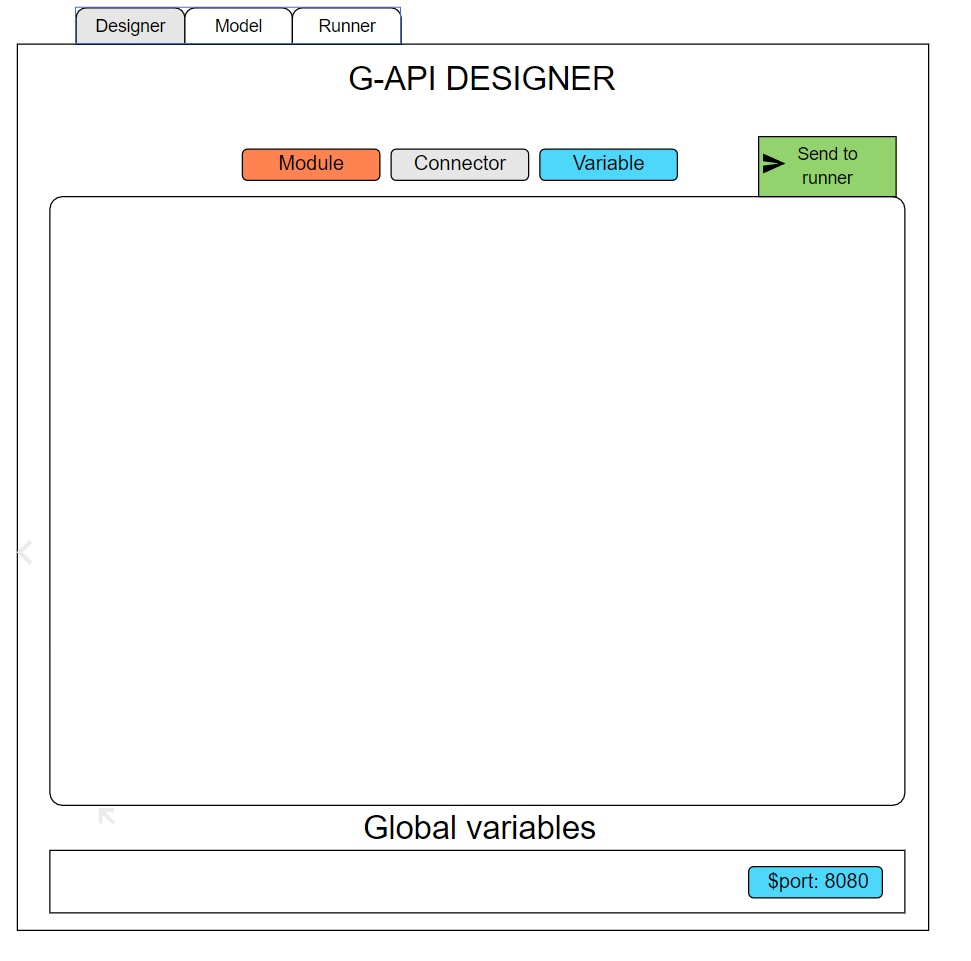 Designer
Model
Runner
G-API DESIGNER
Module
Connector
Variable
Send to
runner
Global variables
$port: 8080